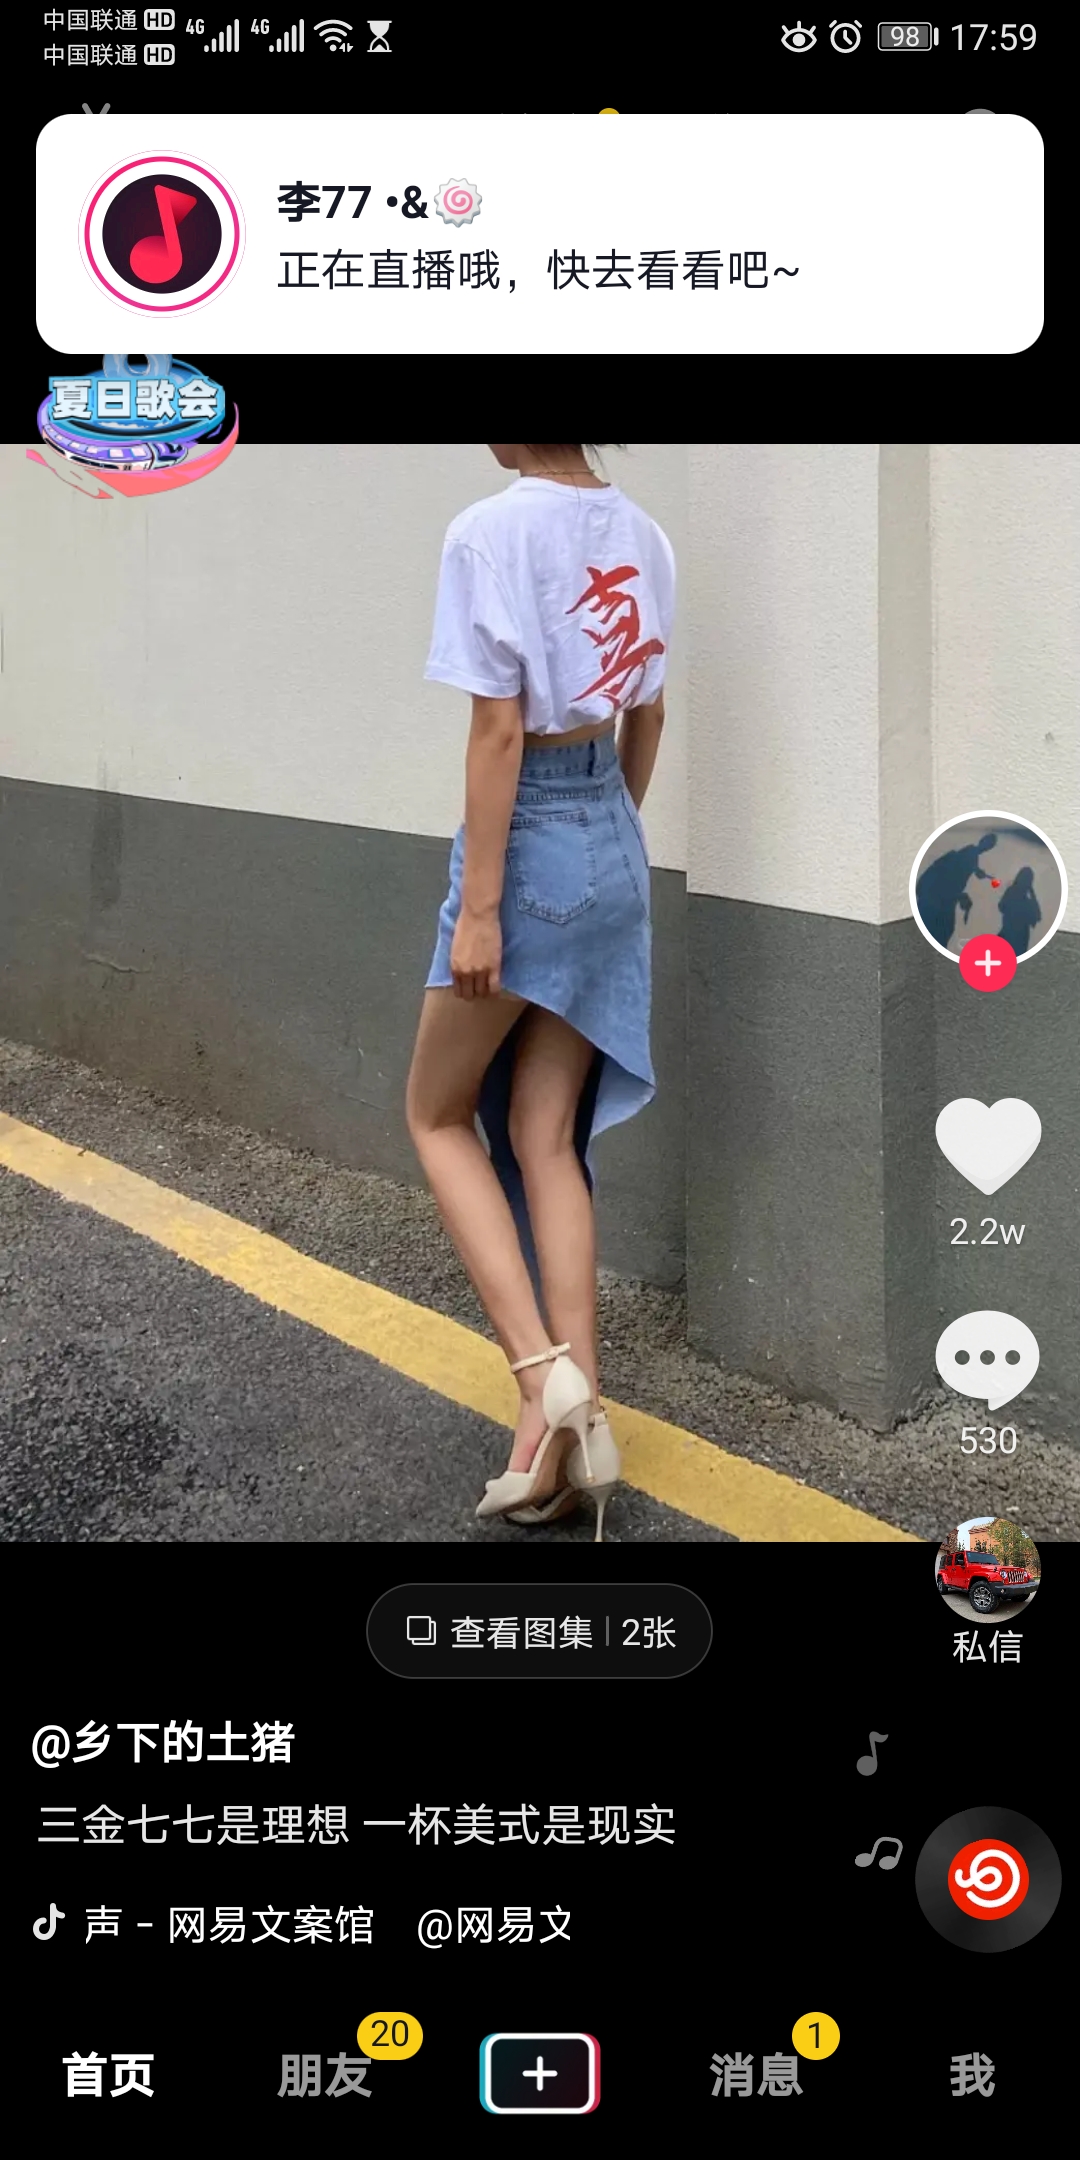 中国联通 HD 4G 4G 98 17:59
中国联通 HD
李77 •&🍥
正在直播哦，快去看看吧~
夏日歌会
喜
2.2w
530
查看图集 | 2张
私信
@乡下的土猪
三金七七是理想 一杯美式是现实
声 - 网易文案馆 @网易文
首页
朋友 20
消息 1
我